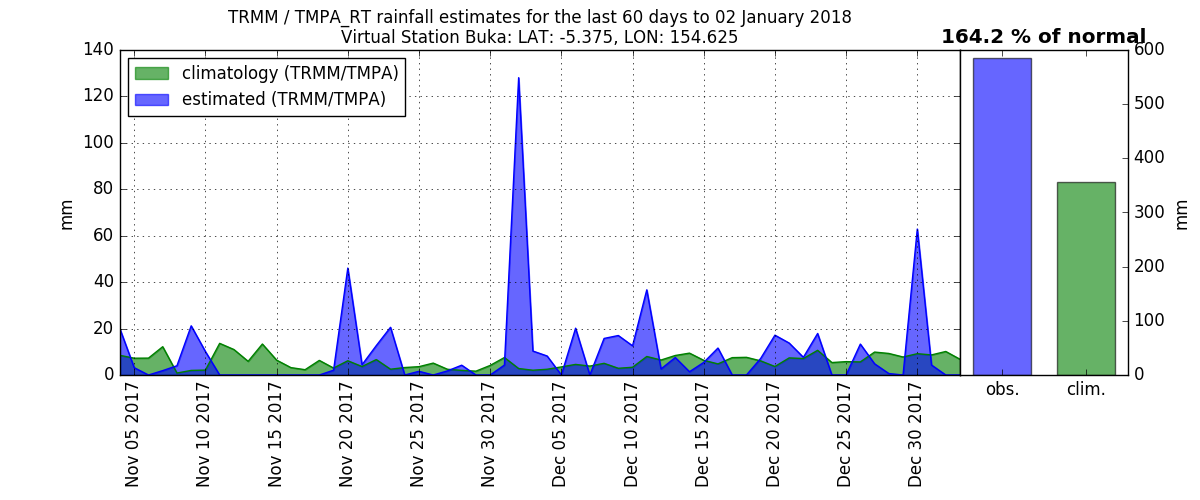 TRMM / TMPA_RT rainfall estimates for the last 60 days to 02 January 2018
Virtual Station Buka: LAT: -5.375, LON: 154.625
164.2 % of normal
climatology (TRMM/TMPA)
estimated (TRMM/TMPA)
140
120
100
80
60
40
20
0
mm
Nov 05 2017
Nov 10 2017
Nov 15 2017
Nov 20 2017
Nov 25 2017
Nov 30 2017
Dec 05 2017
Dec 10 2017
Dec 15 2017
Dec 20 2017
Dec 25 2017
Dec 30 2017
obs.
clim.
600
500
400
300
200
100
0
mm